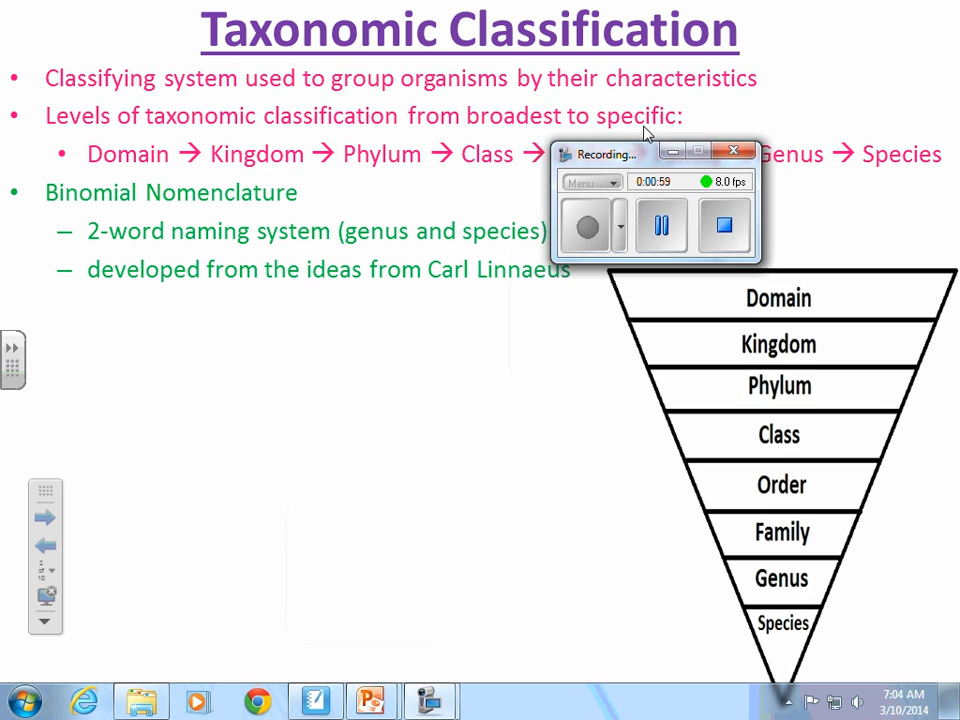 Taxonomic Classification
• Classifying system used to group organisms by their characteristics
• Levels of taxonomic classification from broadest to specific:
• Domain → Kingdom → Phylum → Class → Genus → Species
• Binomial Nomenclature
– 2-word naming system (genus and species)
– developed from the ideas from Carl Linnaeus
Recording...
Menu 0:00:59 8.0 fps
Domain
Kingdom
Phylum
Class
Order
Family
Genus
Species
of
10
7:04 AM
3/10/2014